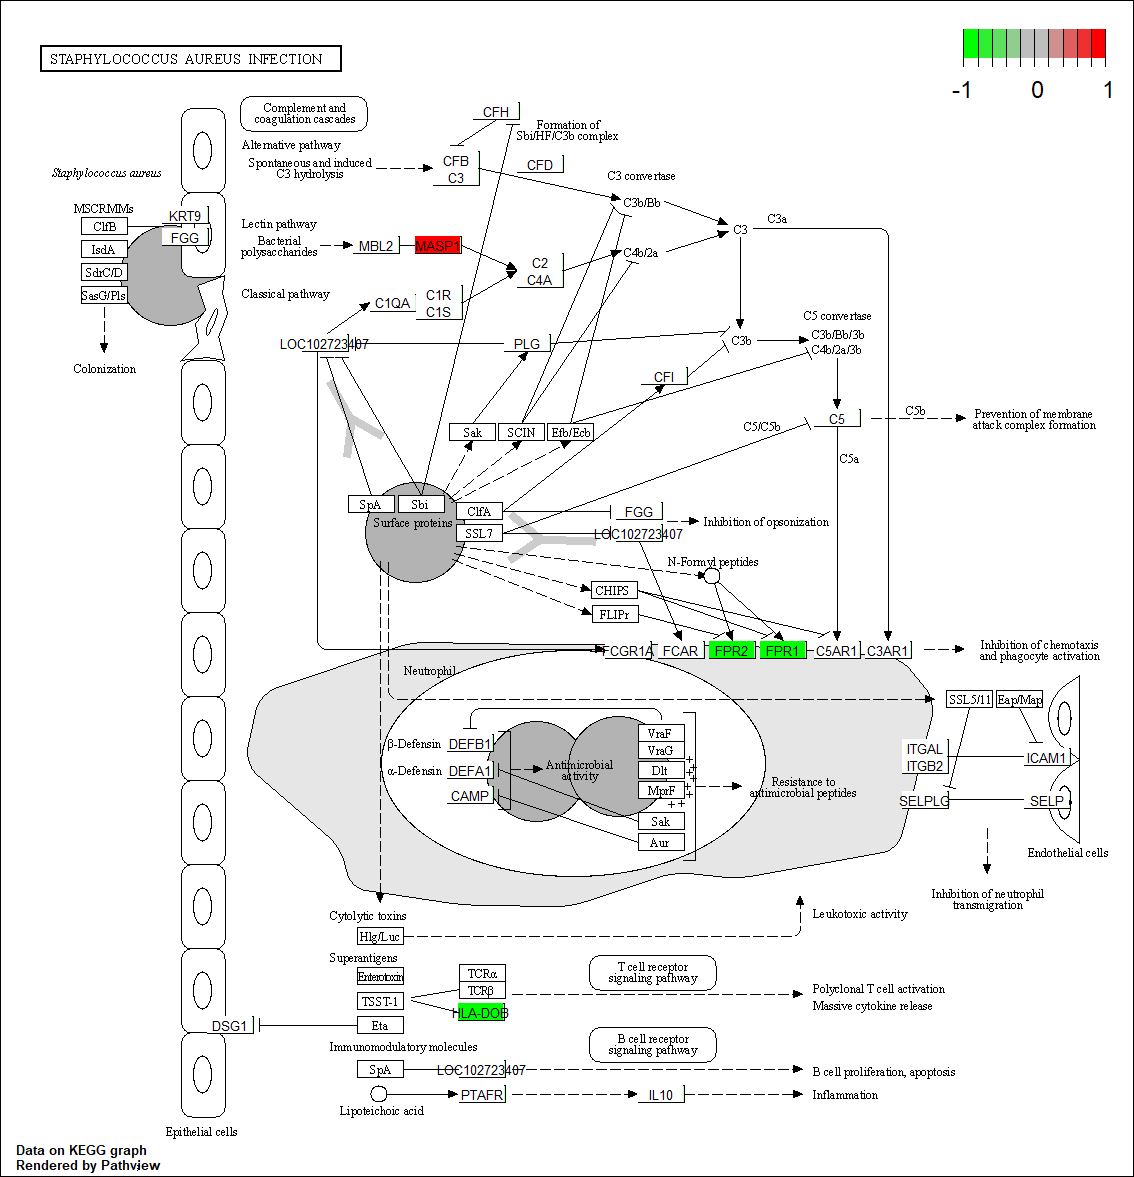 STAPHYLOCOCCUS AUREUS INFECTION
-1
0
1
Complement and
coagulation cascades
Alternative pathway
Spontaneous and induced
C3 hydrolysis
CFH
Formation of
Sbi/HF/C3b complex
CFB
C3
CFD
C3 convertase
C3b/Bb
Staphylococcus aureus
MSCRMMs
ClfB
IsdA
SdrC/D
SasG/Pls
KRT9
FGG
Colonization
Lectin pathway
Bacterial
polysaccharides
MBL2
MASP1
C2
C4A
C4b/2a
C3
C3a
Classical pathway
C1QA
C1R
C1S
LOC102723407
PLG
C3b
C5 convertase
C3b/Bb/3b
C4b/2a/3b
CFI
Sak
SCIN
Efb/Ecb
C5/C5b
C5
C5b
Prevention of membrane
attack complex formation
C5a
SpA
Sbi
Surface proteins
ClfA
SSL7
FGG
LOC102723407
Inhibition of opsonization
N-Formyl peptides
CHIPS
FLIPr
FCGR1A
FCAR
FPR2
FPR1
C5AR1
C3AR1
Inhibition of chemotaxis
and phagocyte activation
Neutrophil
SSL5/11
Eap/Map
β-Defensin
DEFB1
α-Defensin
DEFA1
CAMP
Antimicrobial
activity
VraF
VraG
Dlt
MprF
Sak
Aur
+
+
+
+
+
+ +
Resistance to
antimicrobial peptides
ITGAL
ITGB2
ICAM1
SELPLG
SELP
Endothelial cells
Inhibition of neutrophil
transmigration
Cytolytic toxins
Hlg/Luc
Leukotoxic activity
Superantigens
Enterotoxin
TSST-1
Eta
TCRα
TCRβ
HLA-DOB
T cell receptor
signaling pathway
Polyclonal T cell activation
Massive cytokine release
DSG1
Immunomodulatory molecules
SpA
LOC102723407
B cell receptor
signaling pathway
B cell proliferation, apoptosis
Lipoteichoic acid
PTAFR
IL10
Inflammation
Epithelial cells
Data on KEGG graph
Rendered by Pathview